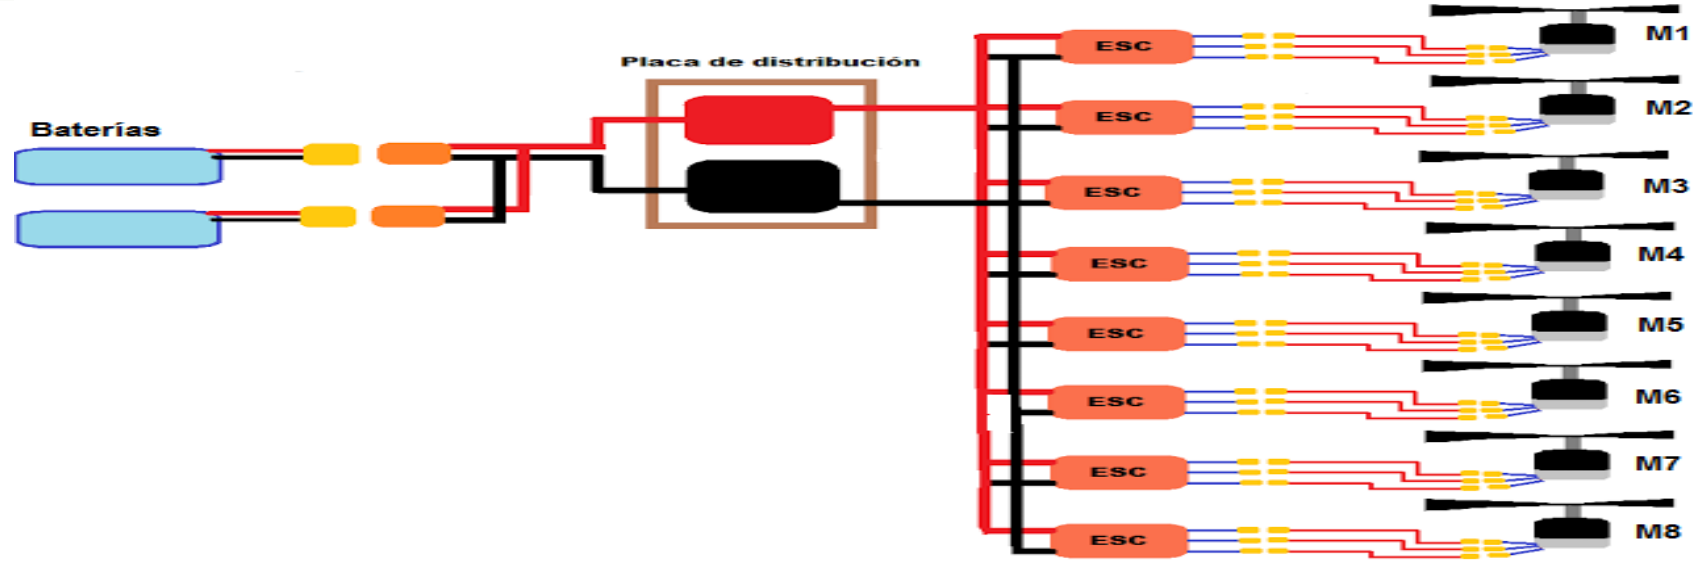 Placa de distribución
Baterías
ESC
M1
ESC
M2
ESC
M3
ESC
M4
ESC
M5
ESC
M6
ESC
M7
ESC
M8